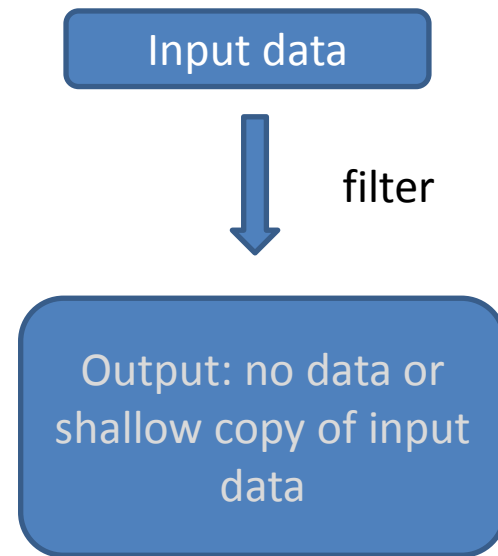 Input data
filter
Output: no data or
shallow copy of input
data